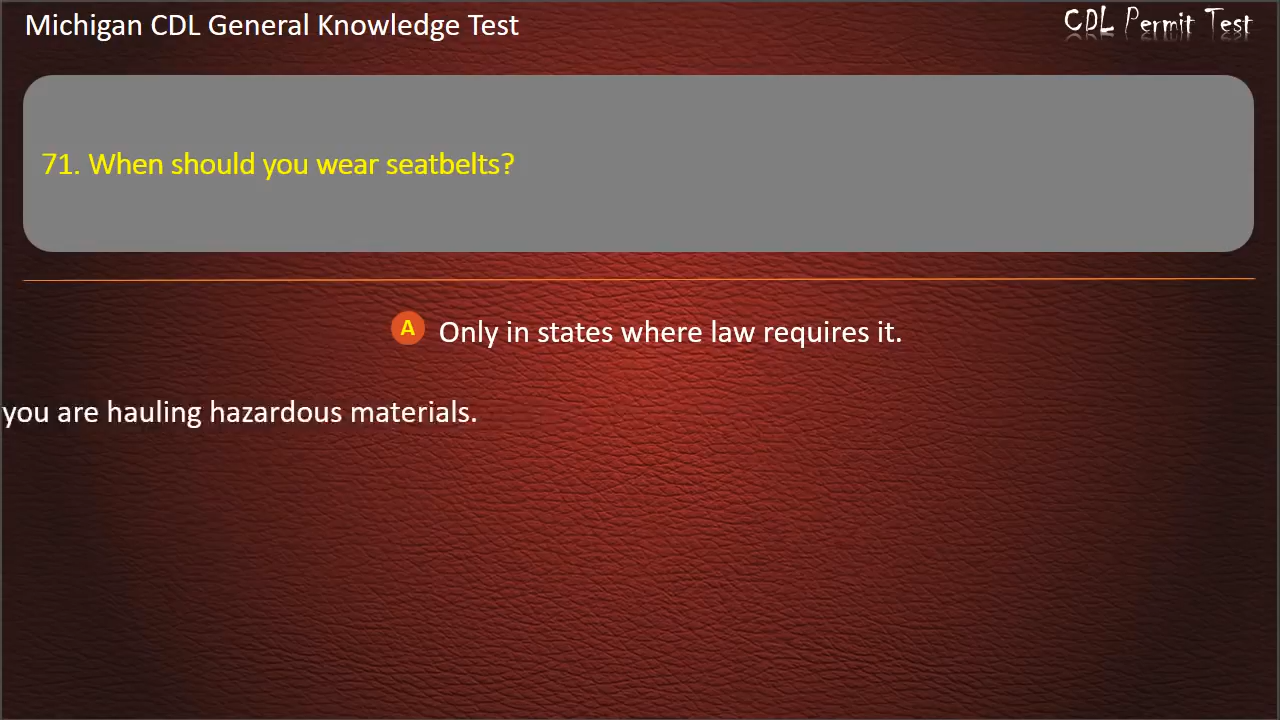 Michigan CDL General Knowledge Test
CDL Permit Test
71. When should you wear seatbelts?
A Only in states where law requires it.
you are hauling hazardous materials.